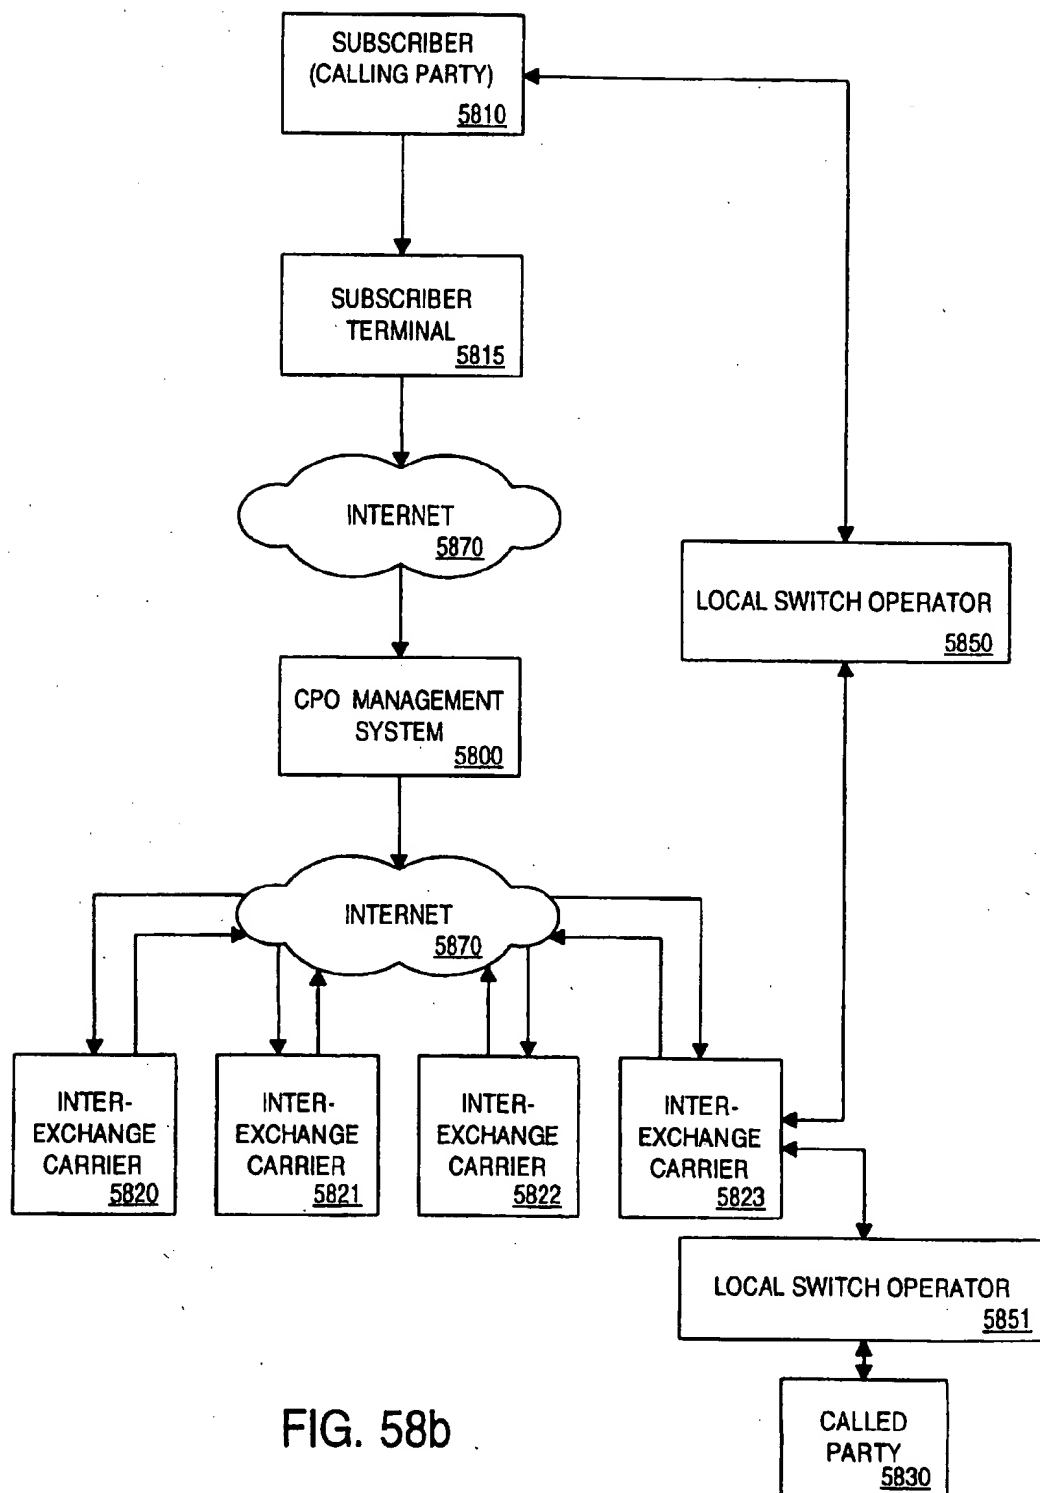 SUBSCRIBER
(CALLING PARTY)
5810
SUBSCRIBER
TERMINAL
5815
INTERNET
5870
LOCAL SWITCH OPERATOR
5850
CPO MANAGEMENT
SYSTEM
5800
INTERNET
5870
INTER-
EXCHANGE
CARRIER
5820
INTER-
EXCHANGE
CARRIER
5821
INTER-
EXCHANGE
CARRIER
5822
INTER-
EXCHANGE
CARRIER
5823
LOCAL SWITCH OPERATOR
5851
CALLED
PARTY
5830
FIG. 58b